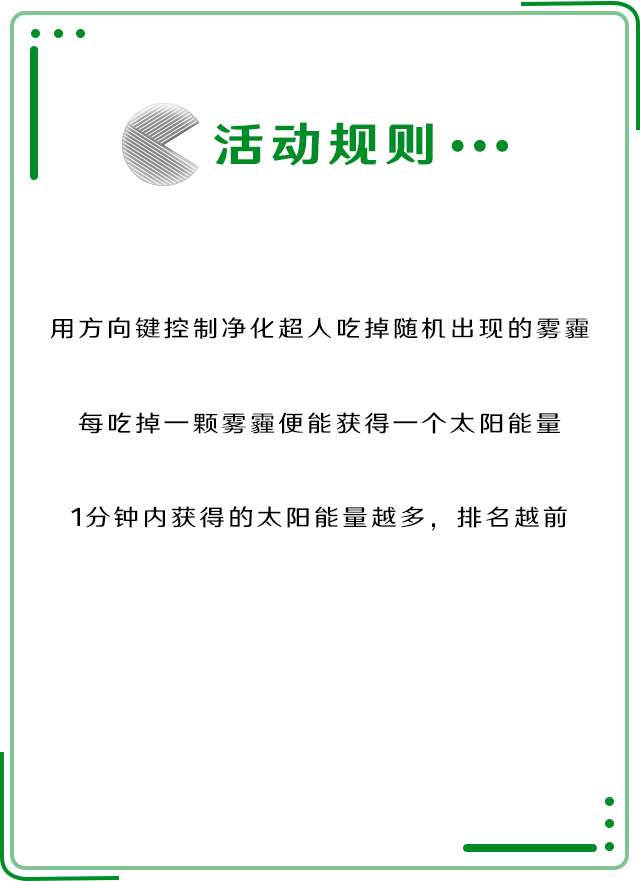 活动规则
用方向键控制净化超人吃掉随机出现的雾霾
每吃掉一颗雾霾便能获得一个太阳能量
1分钟内获得的太阳能量越多，排名越前